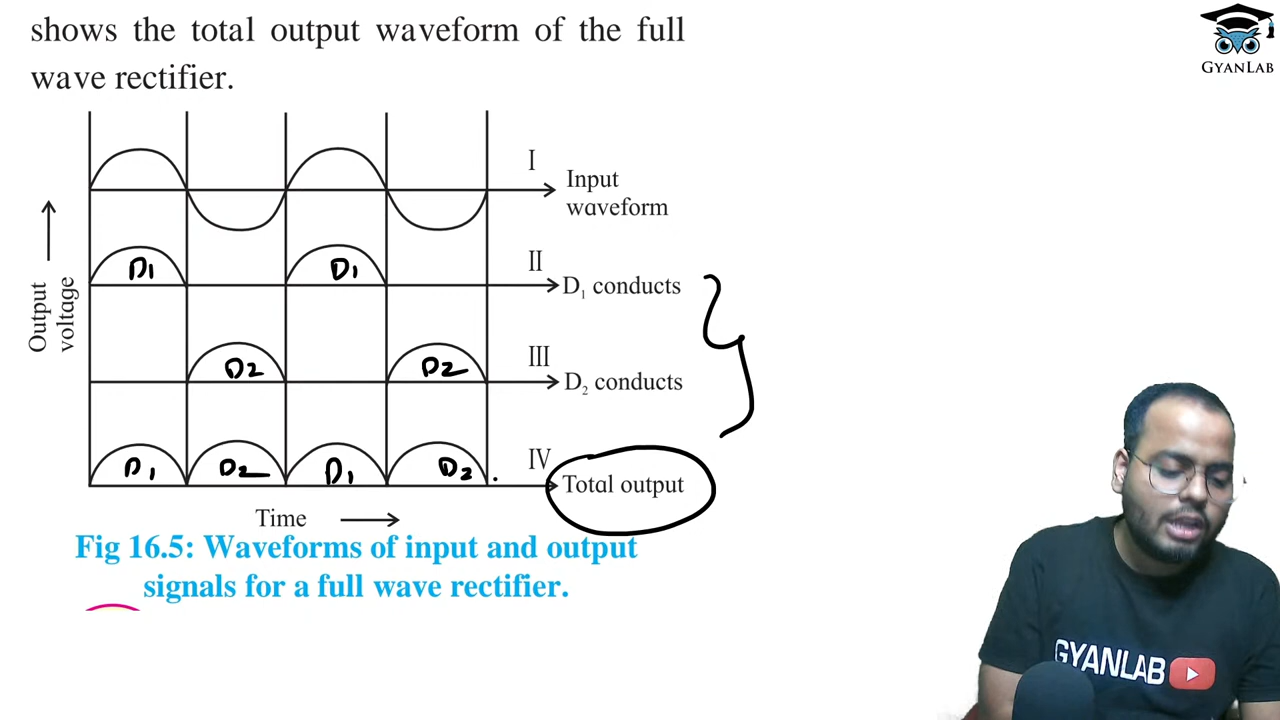 shows the total output waveform of the full
wave rectifier.
GYANLAB
I
Input
waveform
Output
voltage
D1
D1
II
D₁ conducts
D2
D2
III
D₂ conducts
D1
D2
D1
D2
IV
Total output
Time
Fig 16.5: Waveforms of input and output
signals for a full wave rectifier.
GYANLAB